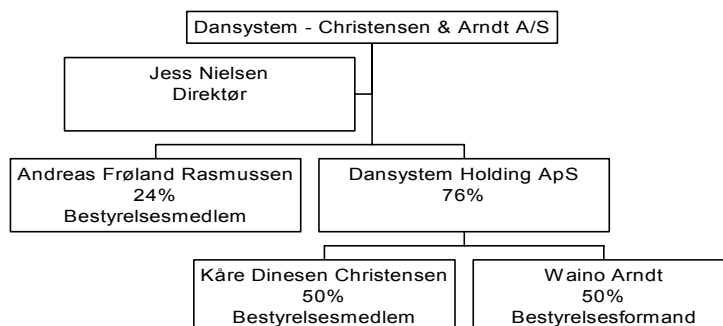 Dansystem - Christensen & Arndt A/S
Jess Nielsen
Direktør
Andreas Frøland Rasmussen
24%
Bestyrelsesmedlem
Dansystem Holding ApS
76%
Kåre Dinesen Christensen
50%
Bestyrelsesmedlem
Waino Arndt
50%
Bestyrelsesformand